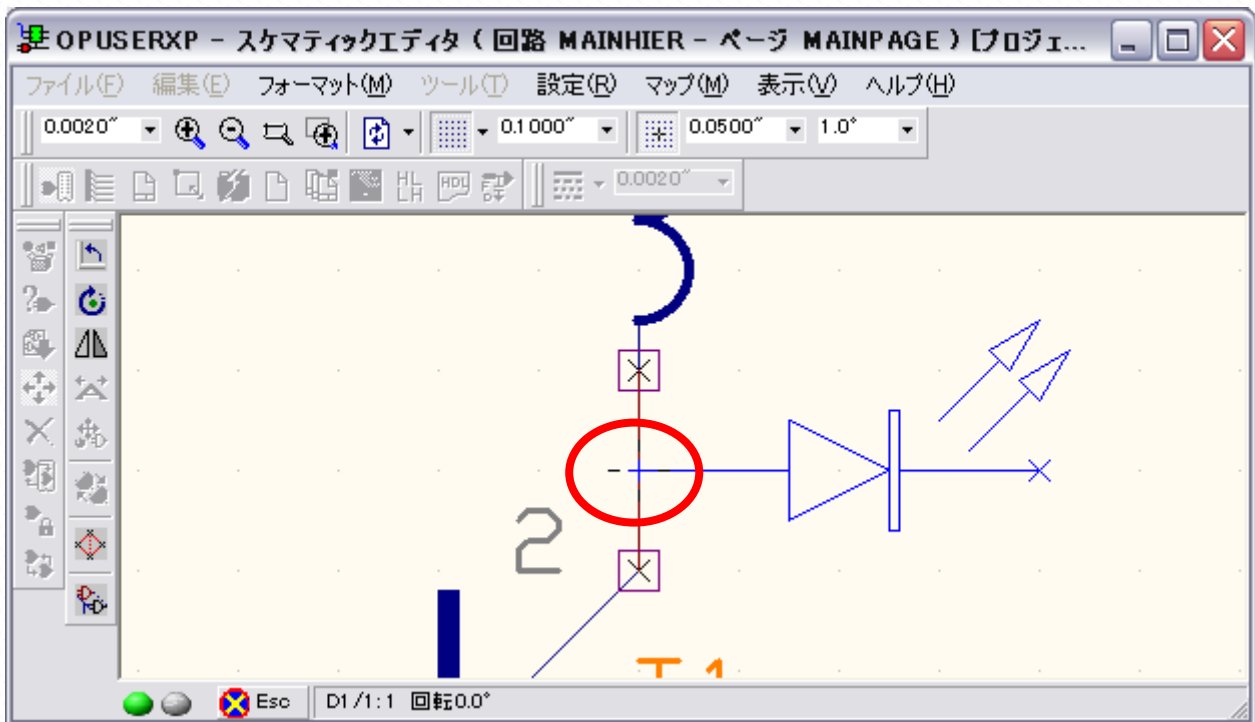 OPUSERXP - スケマティックエディタ ( 回路 MAINHIER - ページ MAINPAGE ) [プロジェ...
ファイル(F) 編集(E) フォーマット(M) ツール(T) 設定(R) マップ(M) 表示(V) ヘルプ(H)
0.0020" 0.1000" 0.0500" 1.0°
HL LH HDL 0.0020"
2
Esc D1/1:1 回転0.0°